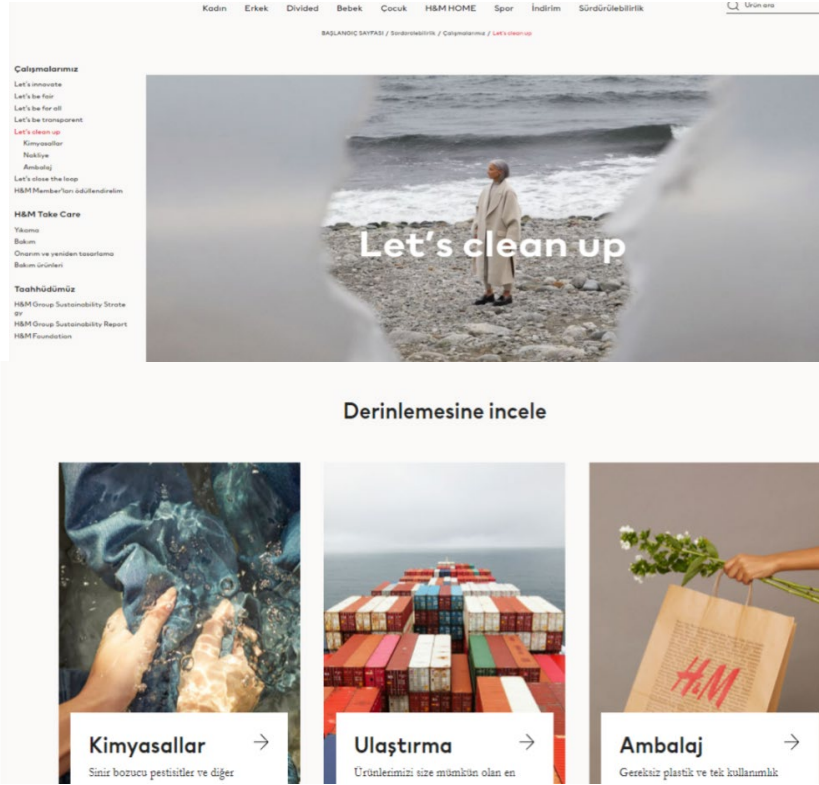 Kadın Erkek Divided Bebek Çocuk H&M HOME Spor İndirim Sürdürülebilirlik
Ürün ara
BAŞLANGIÇ SAYFASI / Sürdürülebilirlik / Çalışmalarımız / Let's clean up
Çalışmalarımız
Let's innovate
Let's be fair
Let's be for all
Let's be transparent
Let's clean up
Kimyasallar
Nakliye
Ambalaj
Let's close the loop
H&M Member'ları ödüllendirelim
H&M Take Care
Yıkama
Bakım
Onarım ve yeniden tasarlama
Bakım ürünleri
Taahhüdümüz
H&M Group Sustainability Strate
gy
H&M Group Sustainability Report
H&M Foundation
Let's clean up
Derinlemesine incele
H&M
Kimyasallar
Sinir bozucu pestisitler ve diğer
Ulaştırma
Ürünlerimizi size mümkün olan en
Ambalaj
Gereksiz plastik ve tek kullanımlık